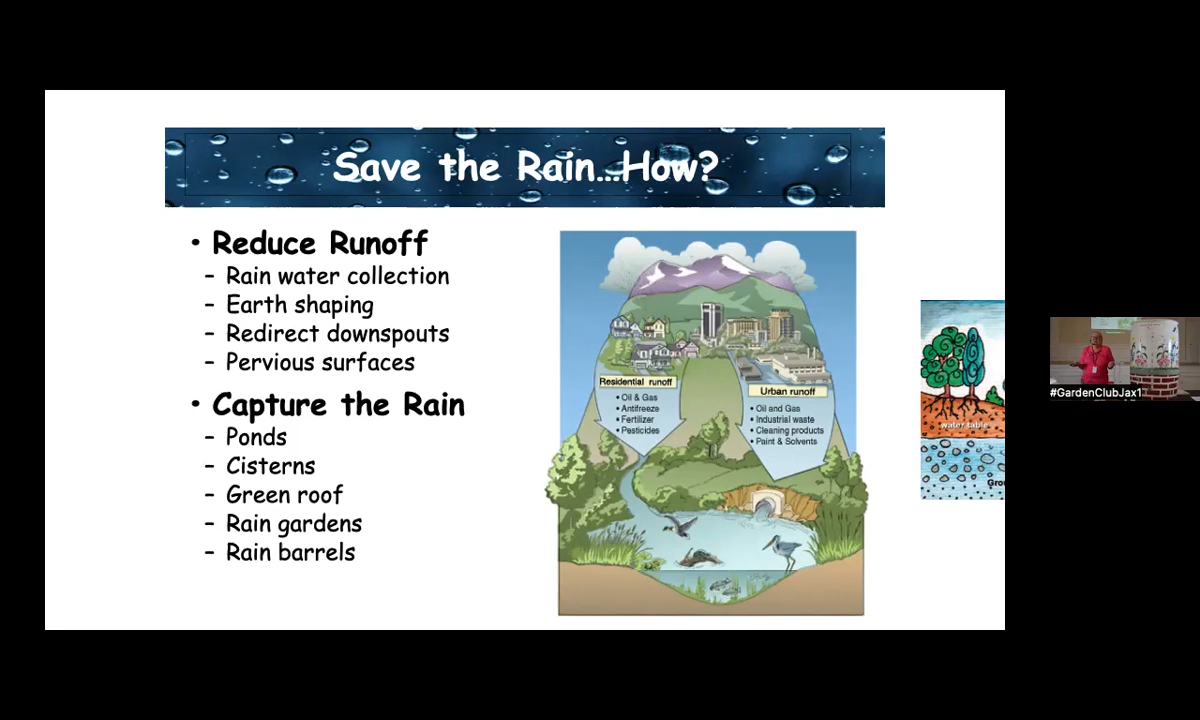 Save the Rain...How?
• Reduce Runoff
– Rain water collection
– Earth shaping
– Redirect downspouts
– Pervious surfaces
• Capture the Rain
– Ponds
– Cisterns
– Green roof
– Rain gardens
– Rain barrels
Residential runoff
• Oil & Gas
• Antifreeze
• Fertilizer
• Pesticides
Urban runoff
• Oil and Gas
• Industrial waste
• Cleaning products
• Paint & Solvents
water table
Grou
#GardenClubJax1